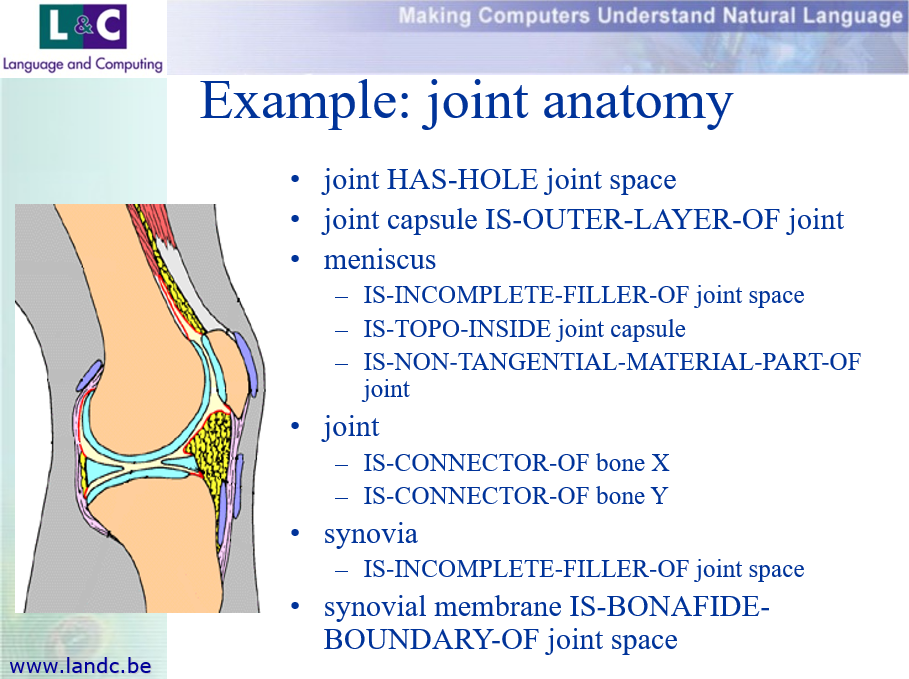 L&C
Making Computers Understand Natural Language
Language and Computing
Example: joint anatomy
• joint HAS-HOLE joint space
• joint capsule IS-OUTER-LAYER-OF joint
• meniscus
– IS-INCOMPLETE-FILLER-OF joint space
– IS-TOPO-INSIDE joint capsule
– IS-NON-TANGENTIAL-MATERIAL-PART-OF
joint
• joint
– IS-CONNECTOR-OF bone X
– IS-CONNECTOR-OF bone Y
• synovia
– IS-INCOMPLETE-FILLER-OF joint space
• synovial membrane IS-BONAFIDE-
BOUNDARY-OF joint space
www.landc.be